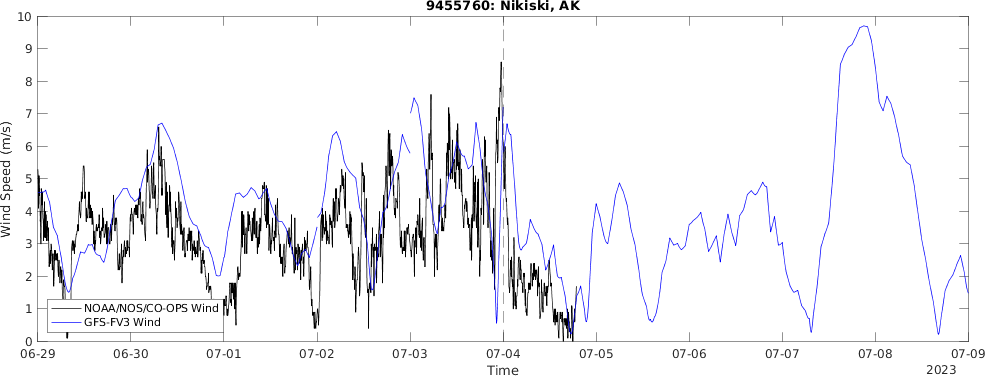 9455760: Nikiski, AK
10
9
8
7
6
5
4
3
2
1
0
Wind Speed (m/s)
NOAA/NOS/CO-OPS Wind
GFS-FV3 Wind
06-29 06-30 07-01 07-02 07-03 07-04 07-05 07-06 07-07 07-08 07-09
Time
2023